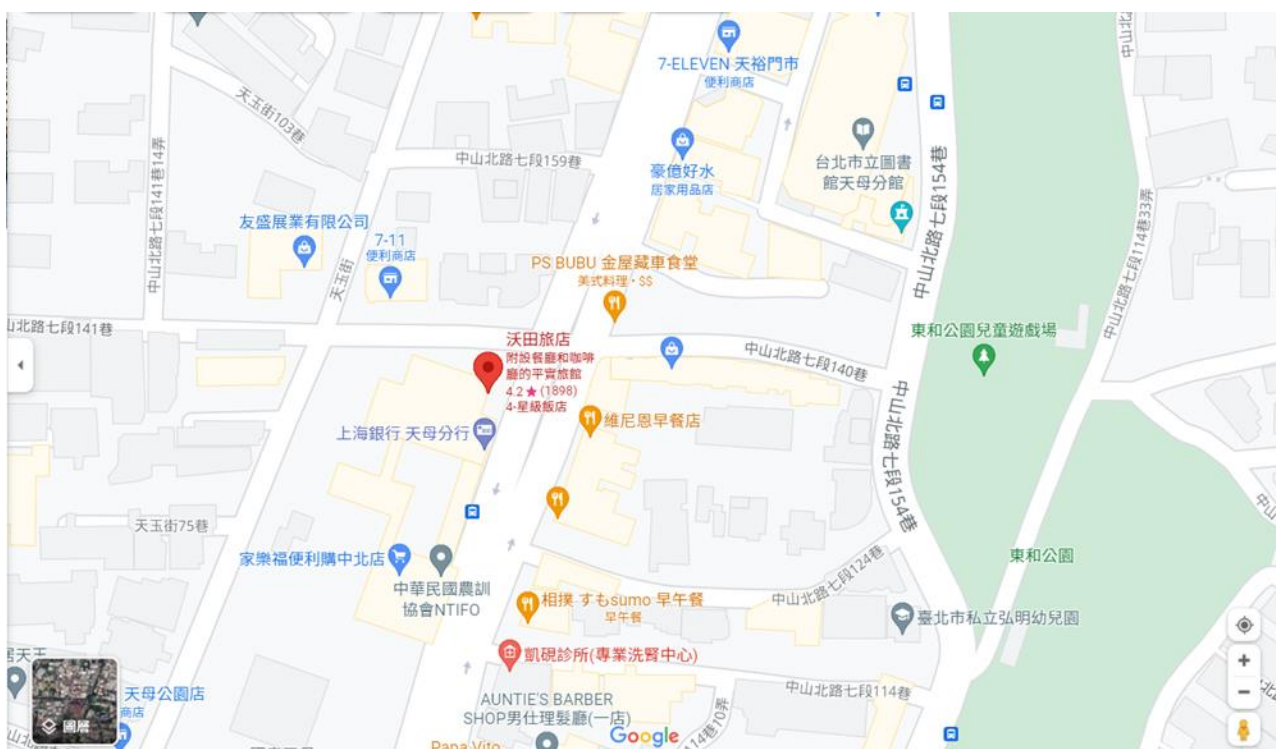 7-ELEVEN 天裕門市
便利商店
天玉街103巷
中山北路七段159巷
豪億好水
居家用品店
台北市立圖書
館天母分館
中山北路七段154巷
中山北路七段141巷14弄
中山北路七段114巷33弄
友盛展業有限公司
7-11
便利商店
天玉街
PS BUBU 金屋藏車食堂
美式料理・$$
山北路七段141巷
沃田旅店
附設餐廳和咖啡
廳的平實旅館
4.2★(1898)
4-星級飯店
中山北路七段140巷
東和公園兒童遊戲場
維尼恩早餐店
上海銀行 天母分行
中山北路七段154巷
天玉街75巷
家樂福便利購中北店
中華民國農訓
協會NTIFO
中山北路七段124巷
東和公園
相撲 すもsumo 早午餐
早午餐
臺北市私立弘明幼兒園
凱硯診所(專業洗腎中心)
中山北路七段114巷
AUNTIE'S BARBER
SHOP男仕理髮廳(一店)
天母公園店
商店
圖層
Google
Papa Vito